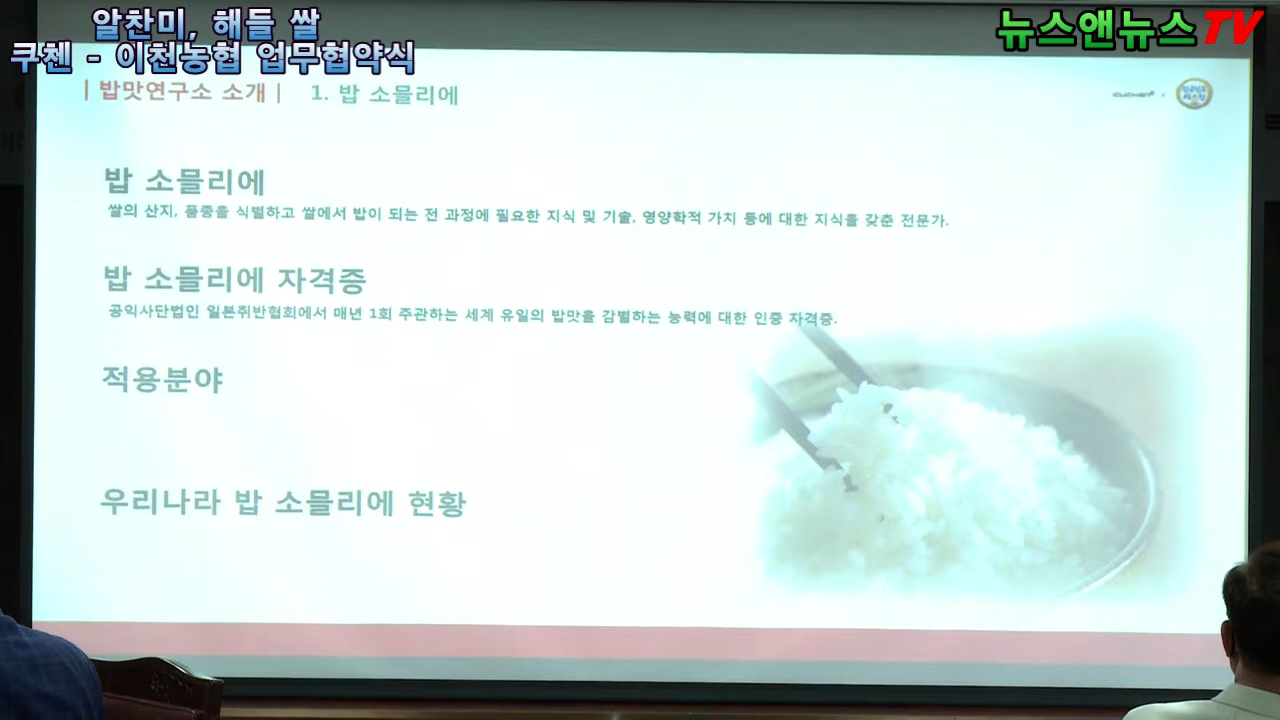 알찬미, 해들 쌀
쿠첸 - 이천농협 업무협약식
뉴스앤뉴스TV
| 밥맛연구소 소개 | 1. 밥 소믈리에
CUCHEN
밥 소믈리에
쌀의 산지, 품종을 식별하고 쌀에서 밥이 되는 전 과정에 필요한 지식 및 기술, 영양학적 가치 등에 대한 지식을 갖춘 전문가.
밥 소믈리에 자격증
공익사단법인 일본취반협회에서 매년 1회 주관하는 세계 유일의 밥맛을 감별하는 능력에 대한 인증 자격증.
적용분야
우리나라 밥 소믈리에 현황